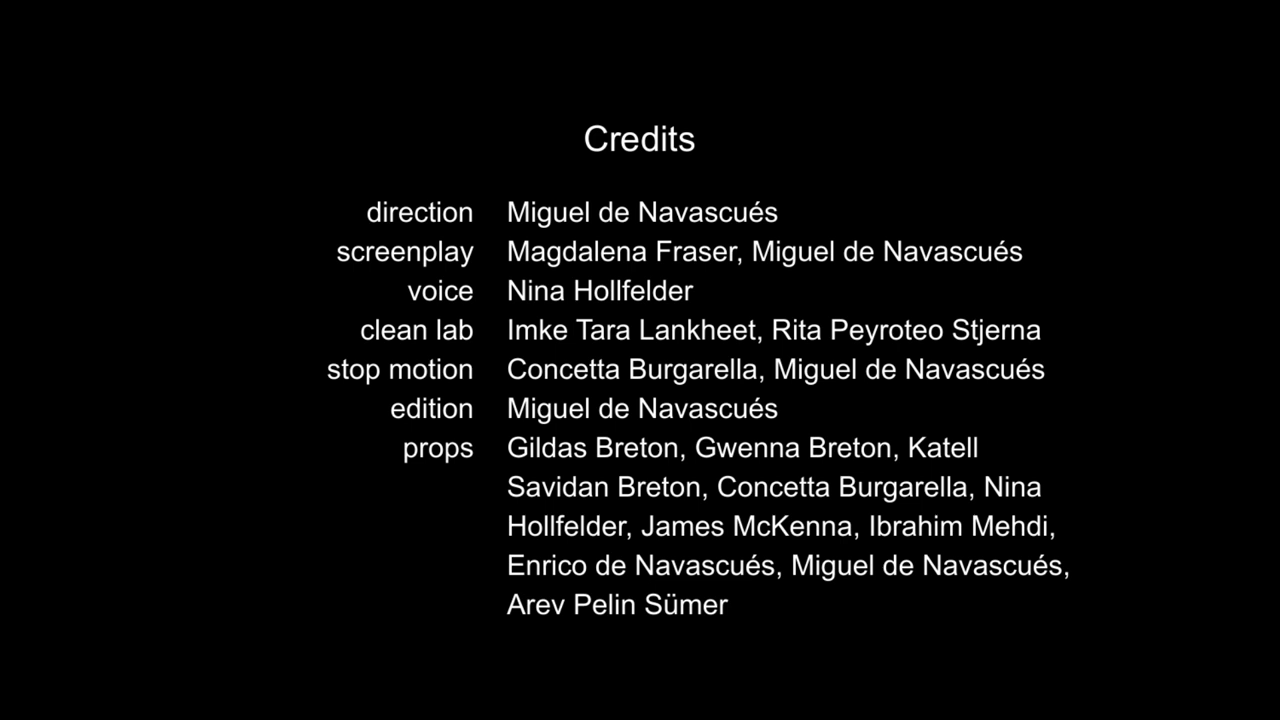 Credits
direction Miguel de Navascués
screenplay Magdalena Fraser, Miguel de Navascués
voice Nina Hollfelder
clean lab Imke Tara Lankheet, Rita Peyroteo Stjerna
stop motion Concetta Burgarella, Miguel de Navascués
edition Miguel de Navascués
props Gildas Breton, Gwenna Breton, Katell
Savidan Breton, Concetta Burgarella, Nina
Hollfelder, James McKenna, Ibrahim Mehdi,
Enrico de Navascués, Miguel de Navascués,
Arev Pelin Sümer